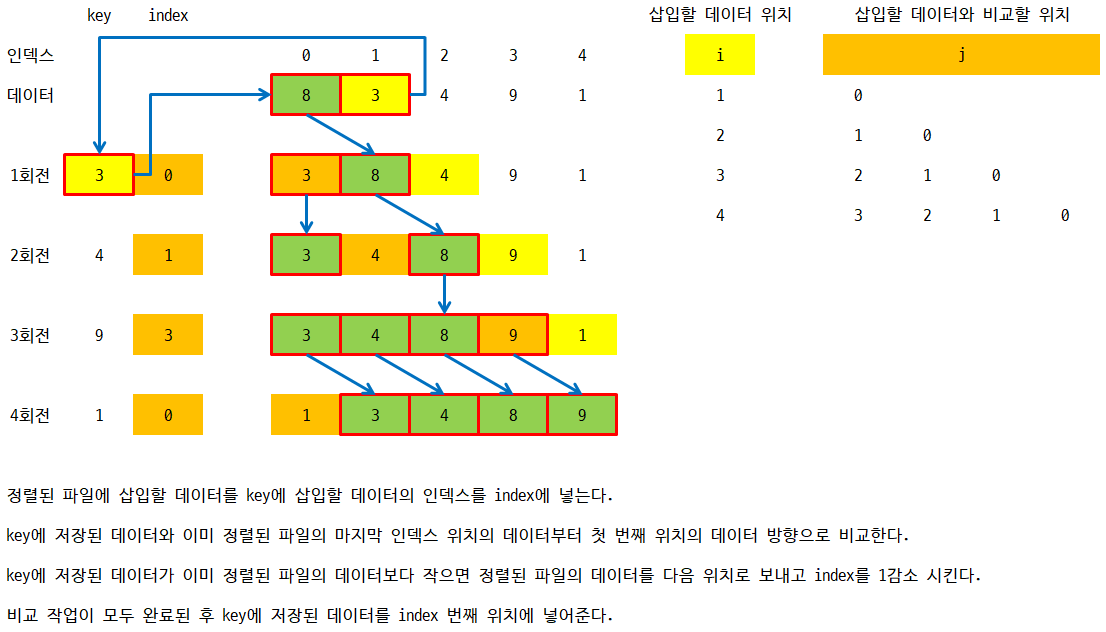 key index 삽입할 데이터 위치 삽입할 데이터와 비교할 위치
인덱스 0 1 2 3 4 i j
데이터 8 3 4 9 1 1 0
2 1 0
1회전 3 0 3 8 4 9 1 3 2 1 0
4 3 2 1 0
2회전 4 1 3 4 8 9 1
3회전 9 3 3 4 8 9 1
4회전 1 0 1 3 4 8 9
정렬된 파일에 삽입할 데이터를 key에 삽입할 데이터의 인덱스를 index에 넣는다.
key에 저장된 데이터와 이미 정렬된 파일의 마지막 인덱스 위치의 데이터부터 첫 번째 위치의 데이터 방향으로 비교한다.
key에 저장된 데이터가 이미 정렬된 파일의 데이터보다 작으면 정렬된 파일의 데이터를 다음 위치로 보내고 index를 1감소 시킨다.
비교 작업이 모두 완료된 후 key에 저장된 데이터를 index 번째 위치에 넣어준다.